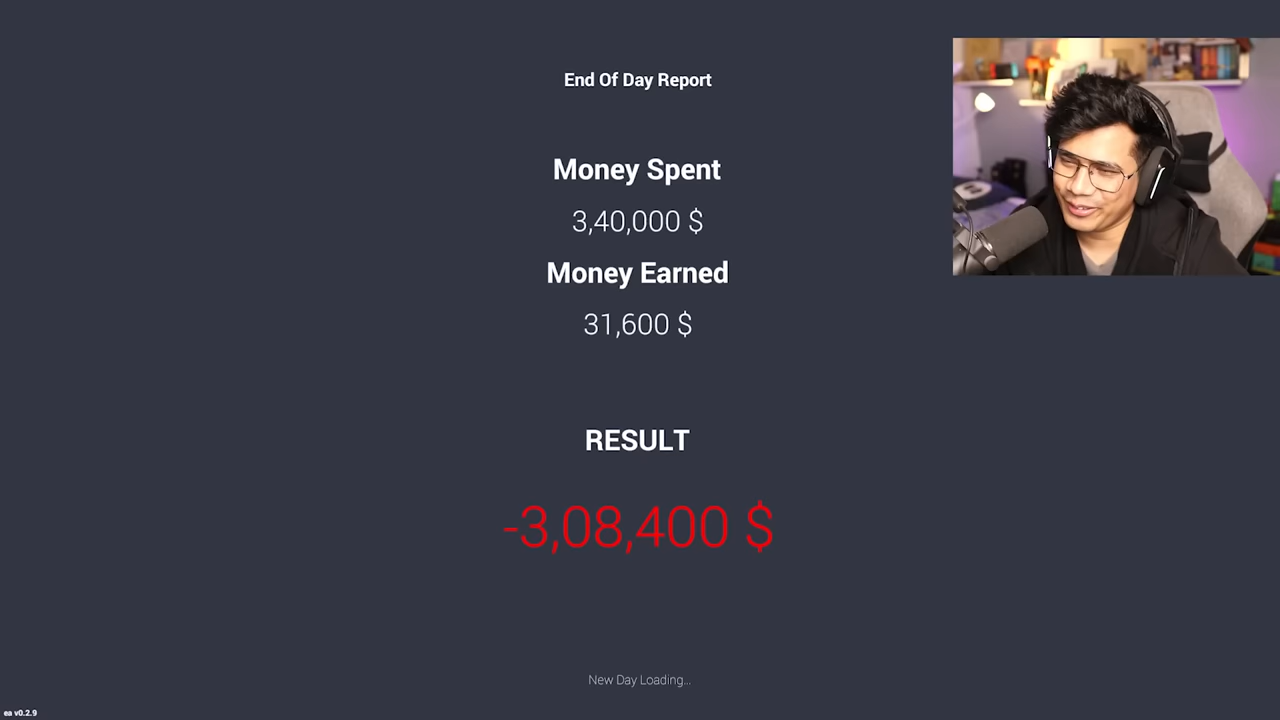 End Of Day Report
Money Spent
3,40,000 $
Money Earned
31,600 $
RESULT
-3,08,400 $
New Day Loading...
ea v0.2.9